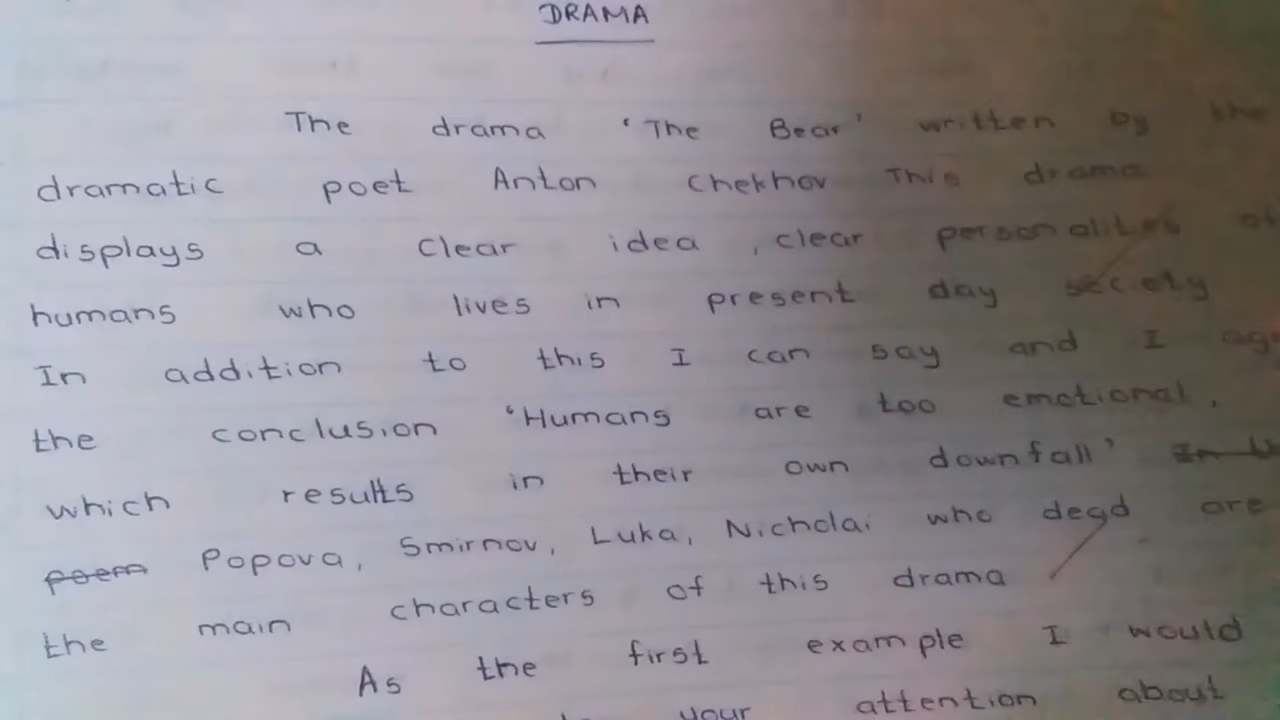 DRAMA
The drama 'The Bear' written by the
dramatic poet Anton Chekhov This drama
displays a clear idea , clear personalites of
humans who lives in present day society
In addition to this I can say and I
the conclusion 'Humans are too emotional,
which results in their own downfall'
poem Popova, Smirnov, Luka, Nicholai who degd are
the main characters of this drama
As the first example I would
your attention about